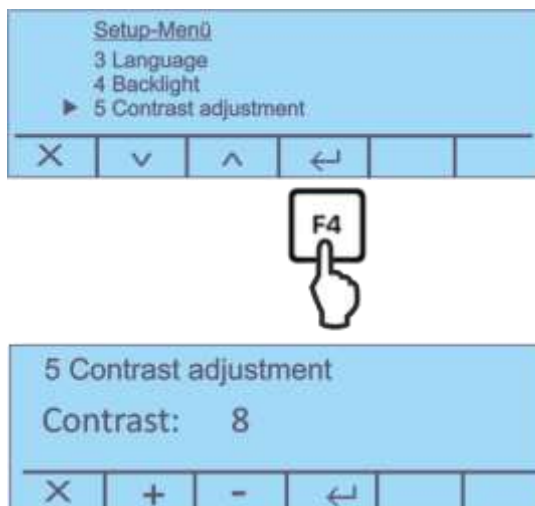 Setup-Menü
3 Language
4 Backlight
▶ 5 Contrast adjustment
F4
5 Contrast adjustment
Contrast: 8
+ -